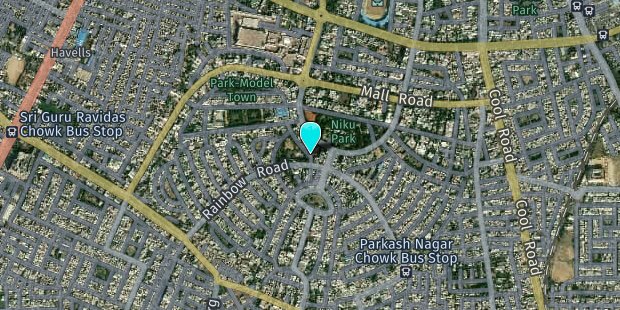 Park
Havells
Park-Model
Town
Mall Road
Cool Road
Sri Guru Ravidas
Chowk Bus Stop
Niku
Park
Rainbow Road
Cool Road
Parkash Nagar
Chowk Bus Stop
g